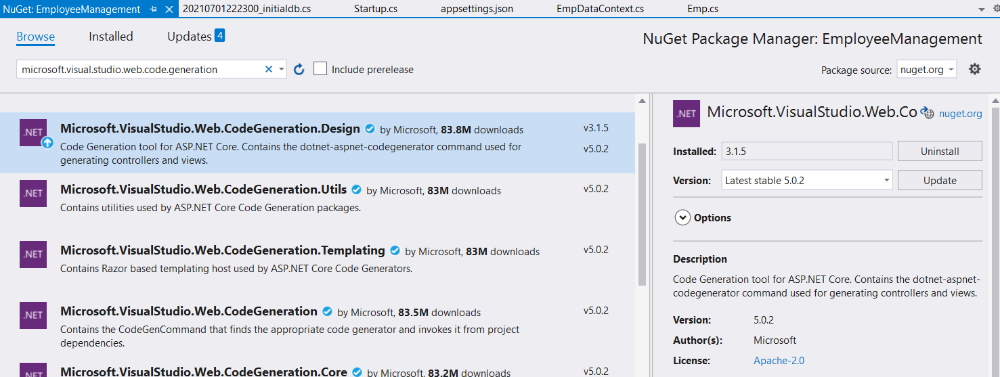 NuGet: EmployeeManagement 20210701222300_initialdb.cs Startup.cs appsettings.json EmpDataContext.cs Emp.cs
Browse Installed Updates 4
NuGet Package Manager: EmployeeManagement
microsoft.visual.studio.web.code.generation Include prerelease
Package source: nuget.org
.NET
Microsoft.VisualStudio.Web.CodeGeneration.Design by Microsoft, 83.8M downloads v3.1.5
Code Generation tool for ASP.NET Core. Contains the dotnet-aspnet-codegenerator command used for v5.0.2
generating controllers and views.
.NET
Microsoft.VisualStudio.Web.CodeGeneration.Utils by Microsoft, 83M downloads v5.0.2
Contains utilities used by ASP.NET Core Code Generation packages.
.NET
Microsoft.VisualStudio.Web.CodeGeneration.Templating by Microsoft, 83M downloads v5.0.2
Contains Razor based templating host used by ASP.NET Core Code Generators.
.NET
Microsoft.VisualStudio.Web.CodeGeneration by Microsoft, 83.5M downloads v5.0.2
Contains the CodeGenCommand that finds the appropriate code generator and invokes it from project
dependencies.
.NET
Microsoft.VisualStudio.Web.CodeGeneration.Core by Microsoft, 83.2M downloads v5.0.2
.NET
Microsoft.VisualStudio.Web.Co nuget.org
Installed: 3.1.5 Uninstall
Version: Latest stable 5.0.2 Update
Options
Description
Code Generation tool for ASP.NET Core. Contains the dotnet-aspnet-
codegenerator command used for generating controllers and views.
Version: 5.0.2
Author(s): Microsoft
License: Apache-2.0